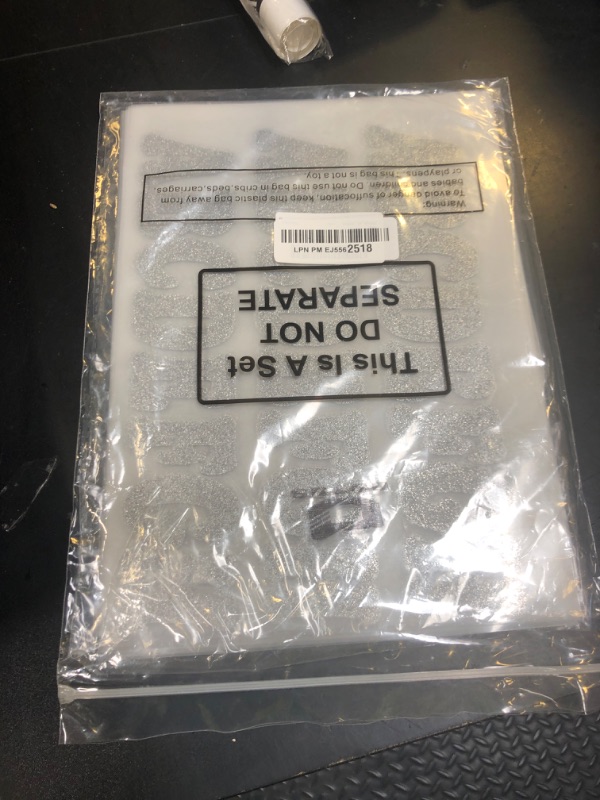 Warning:
To avoid danger of suffocation, keep this plastic bag away from
babies and children. Do not use this bag in cribs, beds, carriages
or playpens. This bag is not a toy.
LPN PM EJ5562518
This Is A Set
DO NOT
SEPARATE